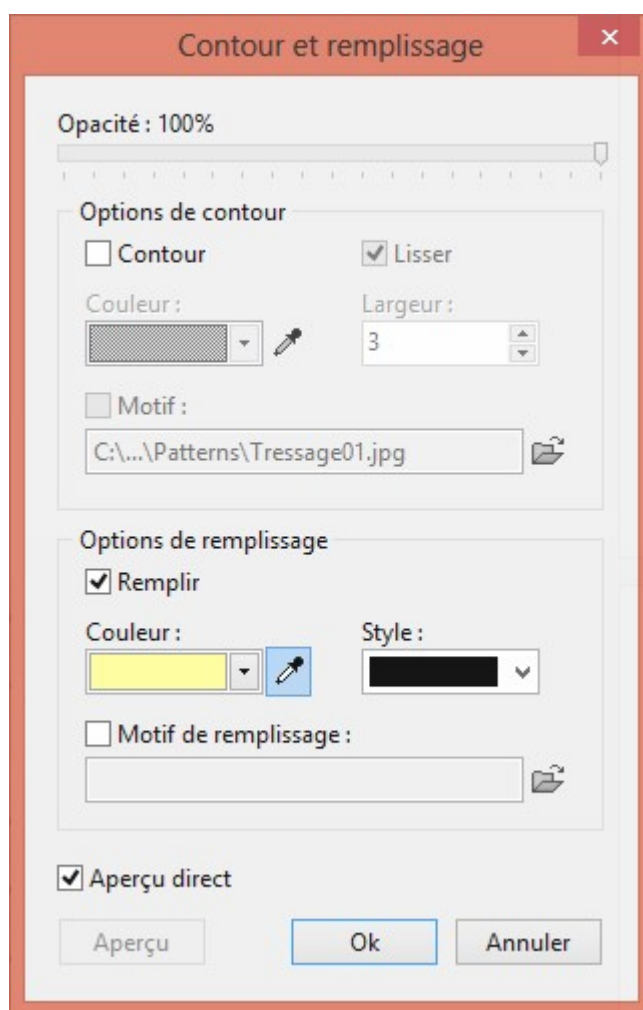 Contour et remplissage
Opacité : 100%
Options de contour
Contour
Lisser
Couleur :
Largeur :
3
Motif :
C:\...\Patterns\Tressage01.jpg
Options de remplissage
Remplir
Couleur :
Style :
Motif de remplissage :
Aperçu direct
Aperçu
Ok
Annuler